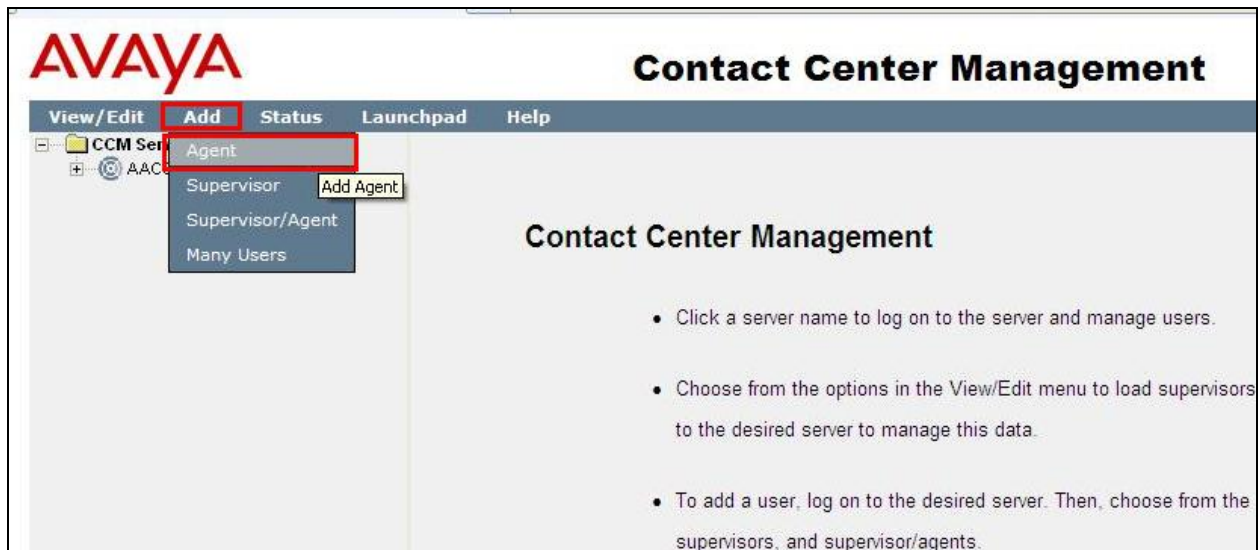 AVAYA
Contact Center Management
View/Edit Add Status Launchpad Help
CCM Ser
AAC
Agent
Add Agent
Supervisor
Supervisor/Agent
Many Users
Contact Center Management
• Click a server name to log on to the server and manage users.
• Choose from the options in the View/Edit menu to load supervisors
to the desired server to manage this data.
• To add a user, log on to the desired server. Then, choose from the
supervisors, and supervisor/agents.